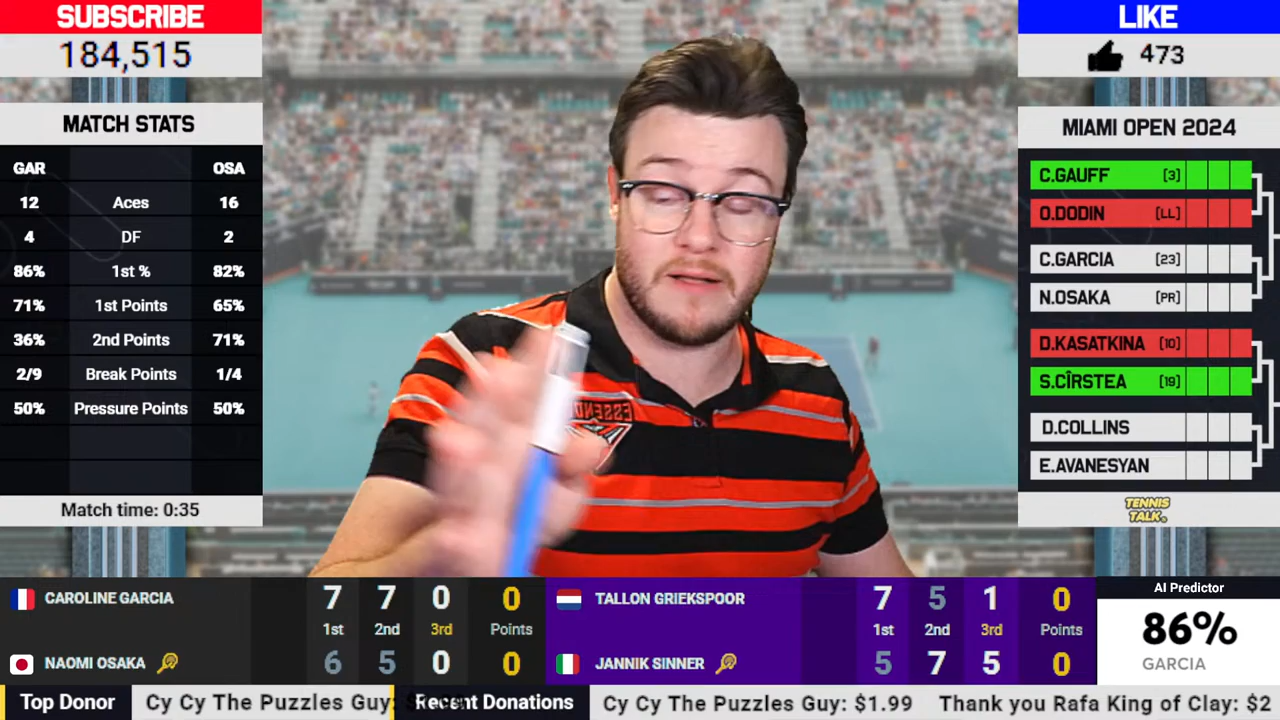 SUBSCRIBE
184,515
MATCH STATS
GAR OSA
12 Aces 16
4 DF 2
86% 1st % 82%
71% 1st Points 65%
36% 2nd Points 71%
2/9 Break Points 1/4
50% Pressure Points 50%
Match time: 0:35
LIKE
473
MIAMI OPEN 2024
C.GAUFF [3]
O.DODIN [LL]
C.GARCIA [23]
N.OSAKA [PR]
D.KASATKINA [10]
S.CÎRSTEA [19]
D.COLLINS
E.AVANESYAN
TENNIS
TALK
CAROLINE GARCIA 7 7 0 0
1st 2nd 3rd Points
NAOMI OSAKA 6 5 0 0
TALLON GRIEKSPOOR 7 5 1 0
1st 2nd 3rd Points
JANNIK SINNER 5 7 5 0
AI Predictor
86%
GARCIA
Top Donor Cy Cy The Puzzles Guy: Recent Donations Cy Cy The Puzzles Guy: $1.99 Thank you Rafa King of Clay: $2